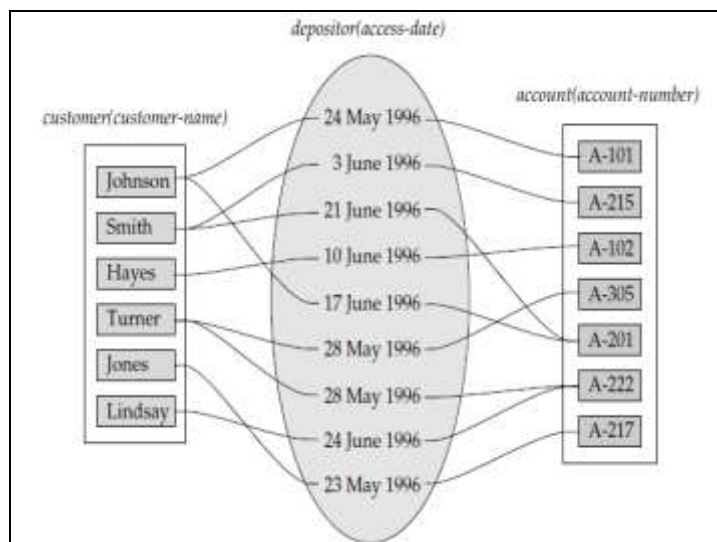 depositor(access-date)
customer(customer-name)
account(account-number)
Johnson
Smith
Hayes
Turner
Jones
Lindsay
24 May 1996
3 June 1996
21 June 1996
10 June 1996
17 June 1996
28 May 1996
28 May 1996
24 June 1996
23 May 1996
A-101
A-215
A-102
A-305
A-201
A-222
A-217